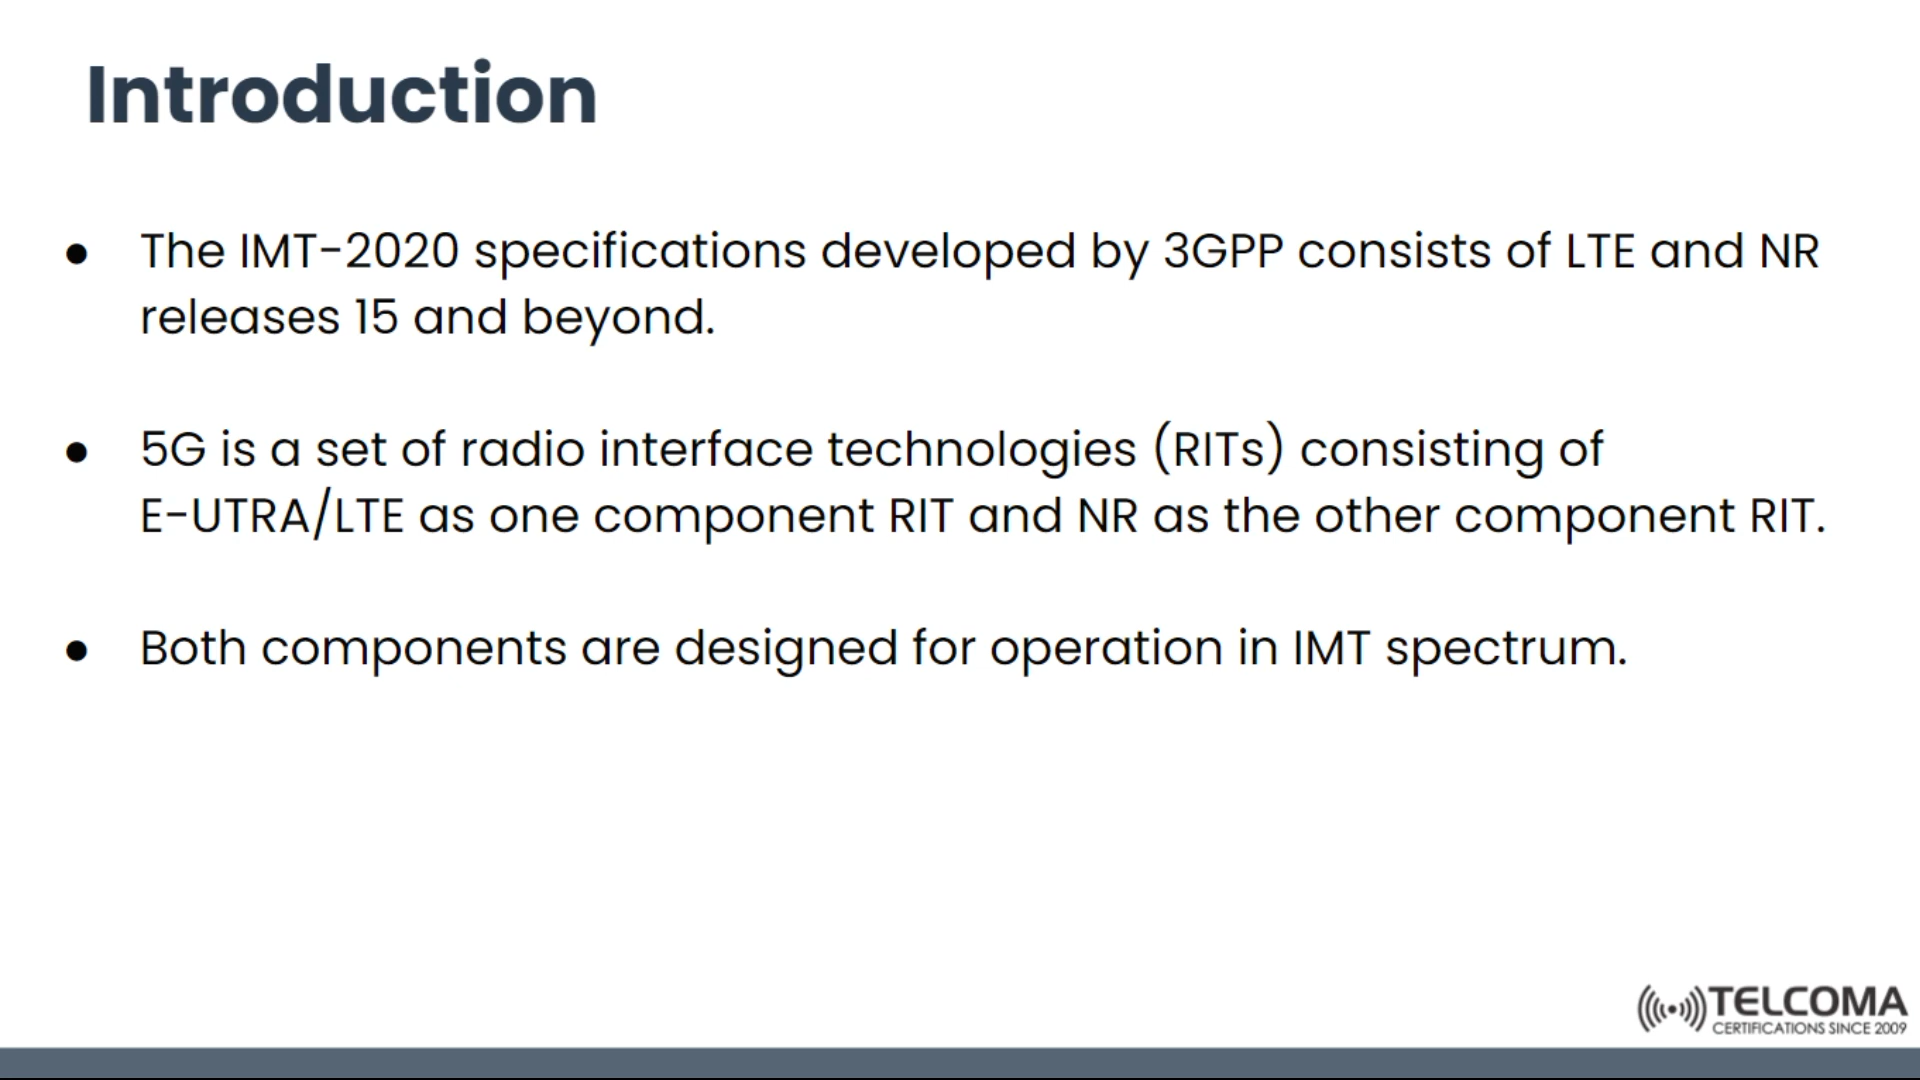 Introduction
● The IMT-2020 specifications developed by 3GPP consists of LTE and NR
releases 15 and beyond.
● 5G is a set of radio interface technologies (RITs) consisting of
E-UTRA/LTE as one component RIT and NR as the other component RIT.
● Both components are designed for operation in IMT spectrum.
TELCOMA
CERTIFICATIONS SINCE 2009